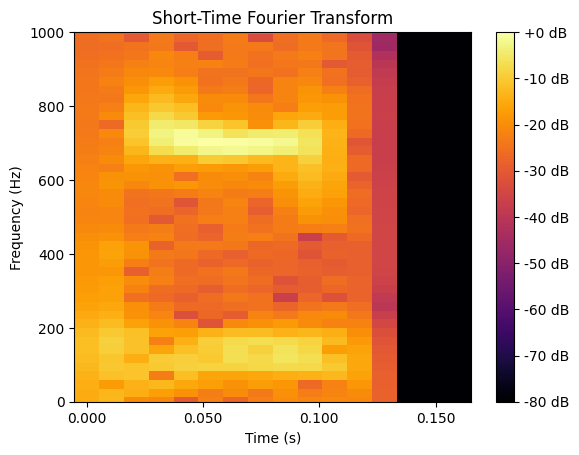 Short-Time Fourier Transform
1000
800
600
400
200
0
Frequency (Hz)
0.000
0.050
0.100
0.150
Time (s)
+0 dB
-10 dB
-20 dB
-30 dB
-40 dB
-50 dB
-60 dB
-70 dB
-80 dB